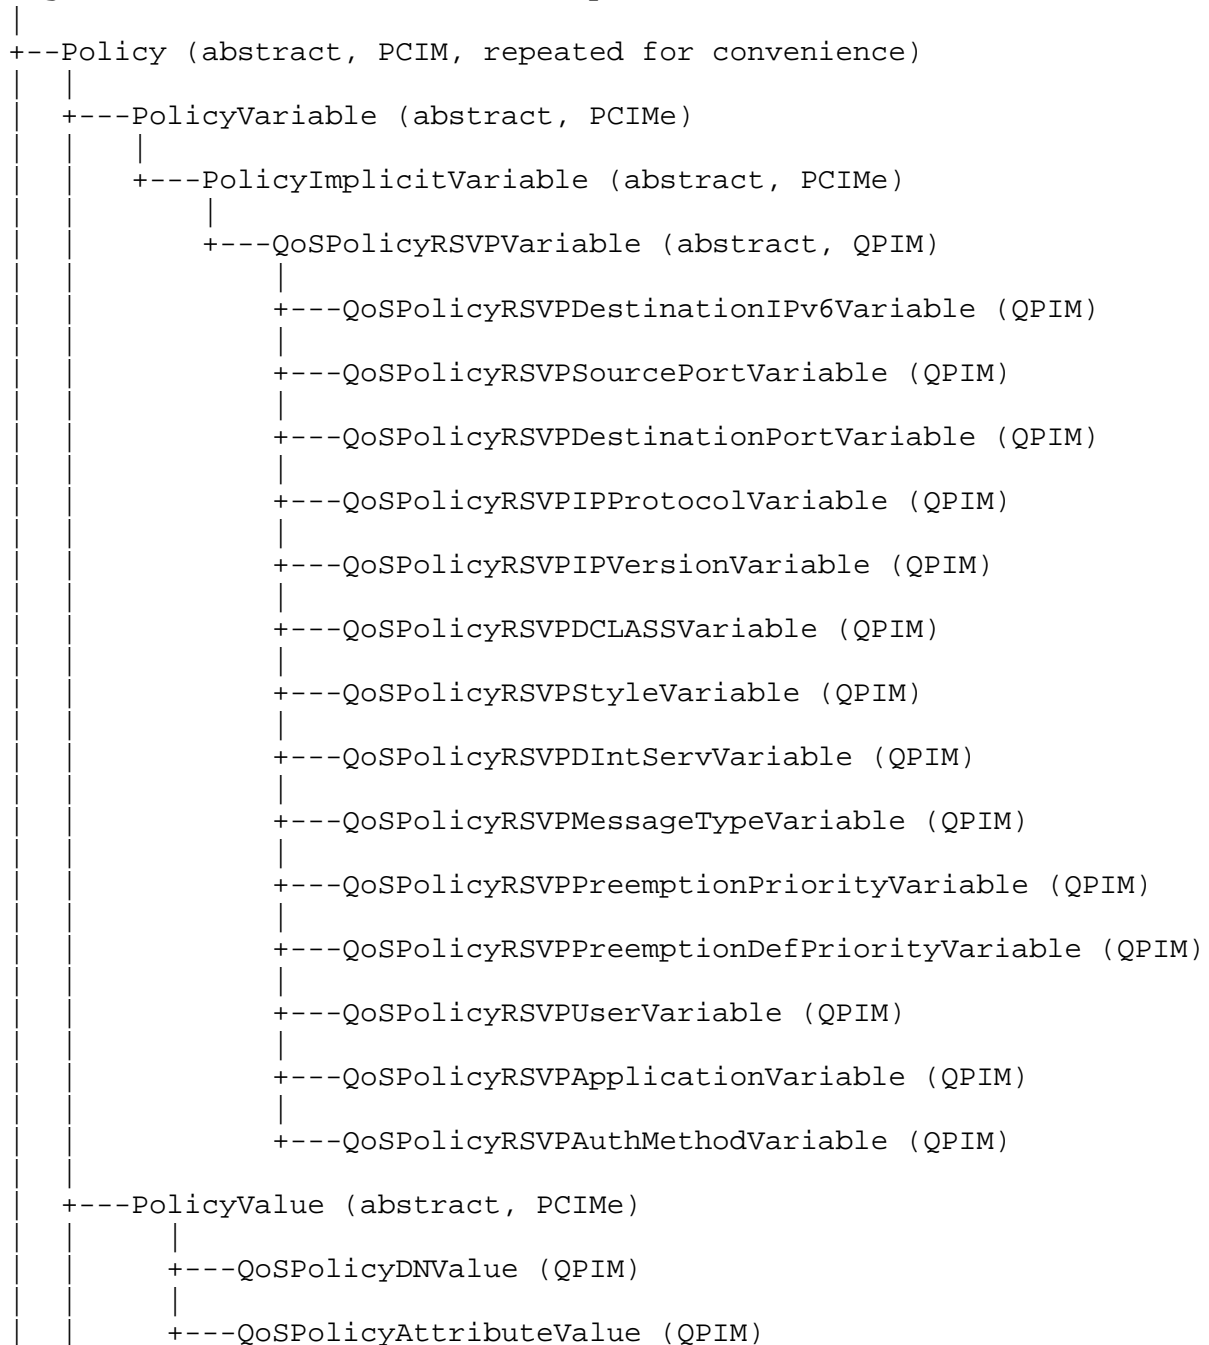 |
+--Policy (abstract, PCIM, repeated for convenience)
|  |
|  +---PolicyVariable (abstract, PCIMe)
|  |   |
|  |   +---PolicyImplicitVariable (abstract, PCIMe)
|  |       |
|  |       +---QoSPolicyRSVPVariable (abstract, QPIM)
|  |           |
|  |           +---QoSPolicyRSVPDestinationIPv6Variable (QPIM)
|  |           |
|  |           +---QoSPolicyRSVPSourcePortVariable (QPIM)
|  |           |
|  |           +---QoSPolicyRSVPDestinationPortVariable (QPIM)
|  |           |
|  |           +---QoSPolicyRSVPIPProtocolVariable (QPIM)
|  |           |
|  |           +---QoSPolicyRSVPIPVersionVariable (QPIM)
|  |           |
|  |           +---QoSPolicyRSVPDCLASSVariable (QPIM)
|  |           |
|  |           +---QoSPolicyRSVPStyleVariable (QPIM)
|  |           |
|  |           +---QoSPolicyRSVPDIntServVariable (QPIM)
|  |           |
|  |           +---QoSPolicyRSVPMessageTypeVariable (QPIM)
|  |           |
|  |           +---QoSPolicyRSVPPreemptionPriorityVariable (QPIM)
|  |           |
|  |           +---QoSPolicyRSVPPreemptionDefPriorityVariable (QPIM)
|  |           |
|  |           +---QoSPolicyRSVPUserVariable (QPIM)
|  |           |
|  |           +---QoSPolicyRSVPApplicationVariable (QPIM)
|  |           |
|  |           +---QoSPolicyRSVPAuthMethodVariable (QPIM)
|  |
|  +---PolicyValue (abstract, PCIMe)
|  |     |
|  |     +---QoSPolicyDNValue (QPIM)
|  |     |
|  |     +---QoSPolicyAttributeValue (QPIM)